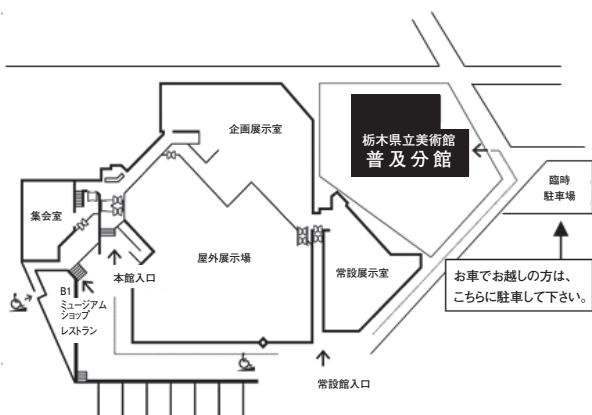 企画展示室
栃木県立美術館
普及分館
臨時
駐車場
集会室
屋外展示場
常設展示室
本館入口
お車でお越しの方は、
こちらに駐車して下さい。
B1
ミュージアム
ショップ
レストラン
常設館入口